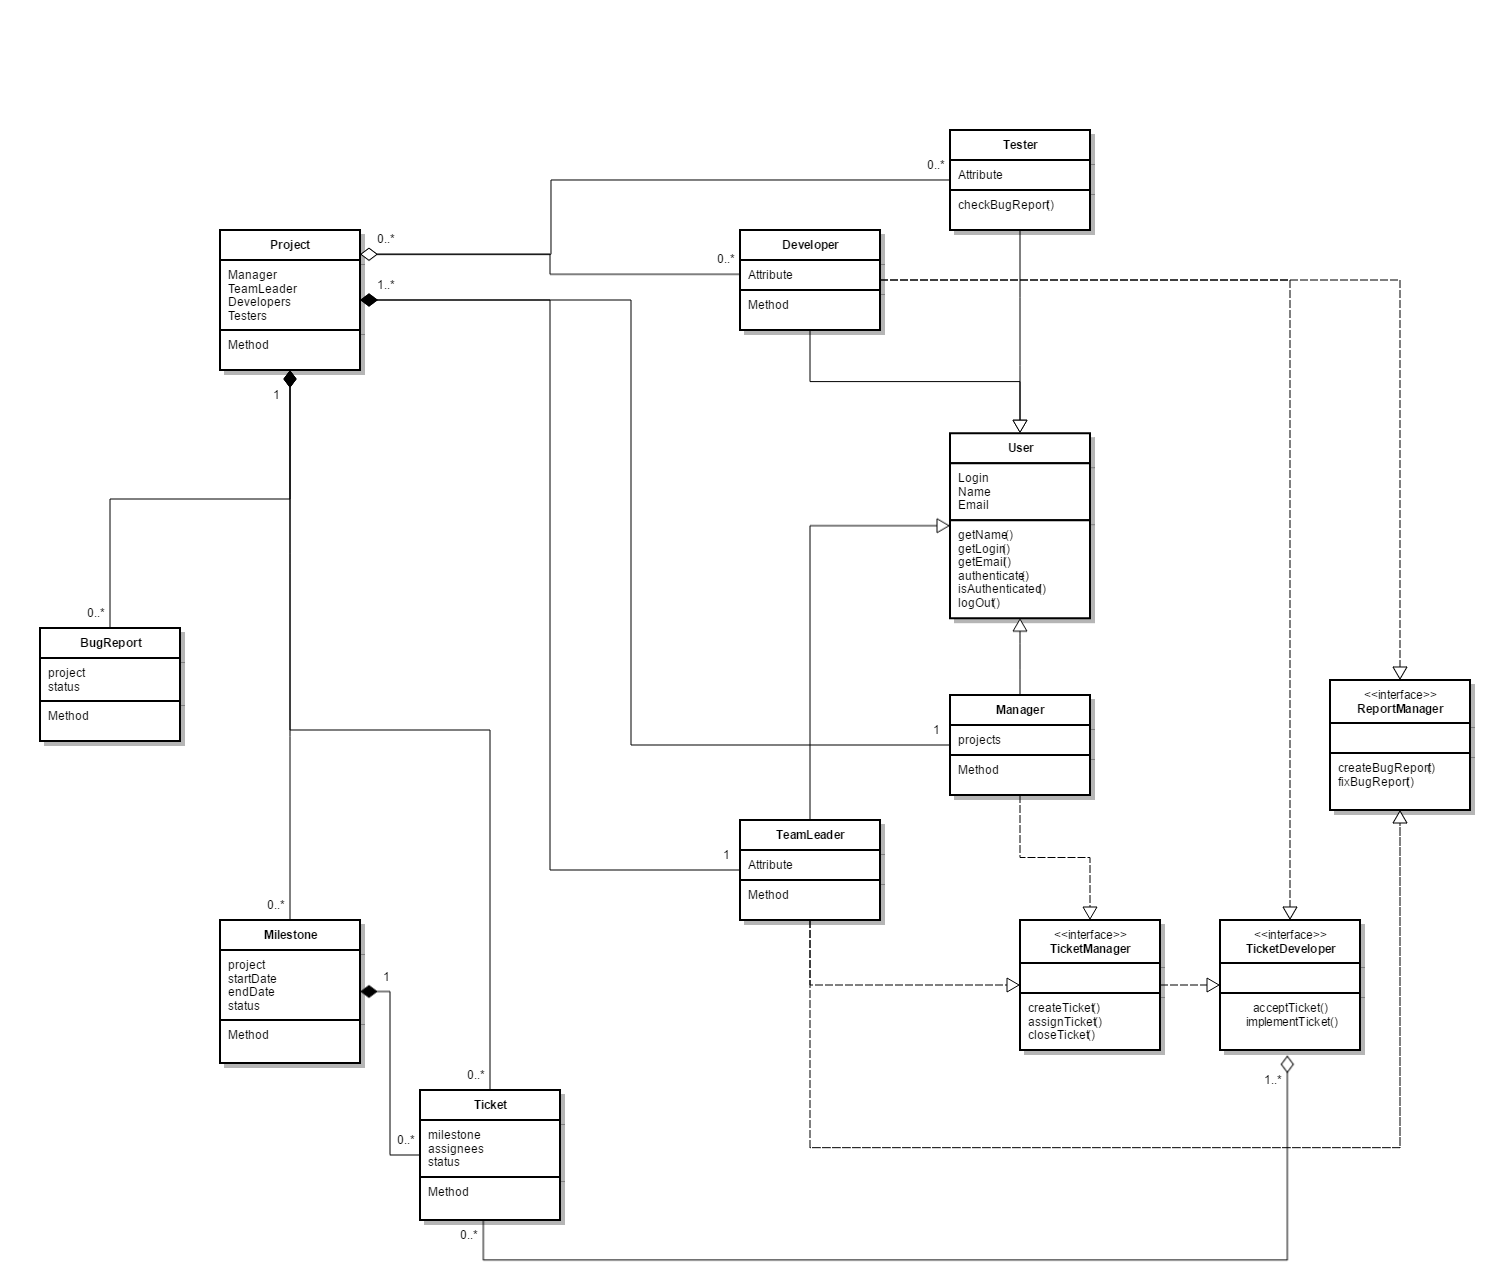 Tester
Attribute
checkBugReport()
0..*
Project
Manager
TeamLeader
Developers
Testers
Method
0..*
1..*
1
Developer
Attribute
Method
0..*
User
Login
Name
Email
getName()
getLogin()
getEmail()
authenticate()
isAuthenticated()
logOut()
0..*
BugReport
project
status
Method
Manager
projects
Method
1
<<interface>>
ReportManager
createBugReport()
fixBugReport()
1
TeamLeader
Attribute
Method
0..*
Milestone
project
startDate
endDate
status
Method
1
<<interface>>
TicketManager
createTicket()
assignTicket()
closeTicket()
<<interface>>
TicketDeveloper
acceptTicket()
implementTicket()
1..*
0..*
0..*
Ticket
milestone
assignees
status
Method
0..*